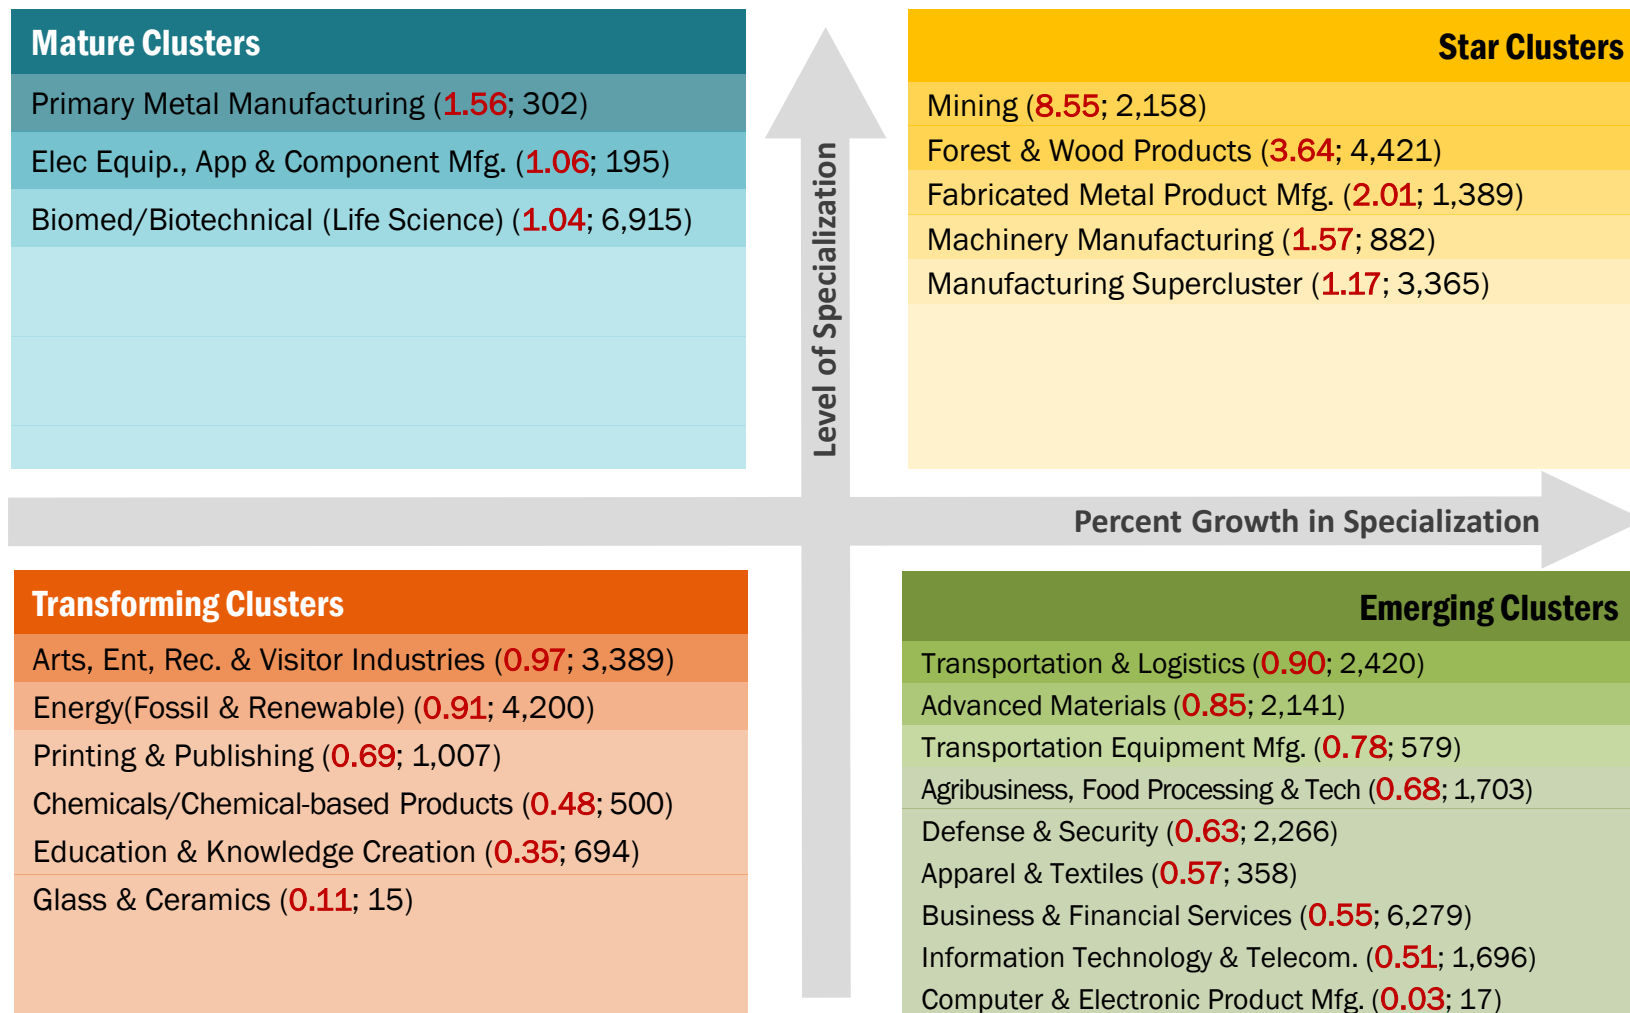 Mature Clusters
Primary Metal Manufacturing (1.56; 302)
Elec Equip., App & Component Mfg. (1.06; 195)
Biomed/Biotechnical (Life Science) (1.04; 6,915)
Level of Specialization
Star Clusters
Mining (8.55; 2,158)
Forest & Wood Products (3.64; 4,421)
Fabricated Metal Product Mfg. (2.01; 1,389)
Machinery Manufacturing (1.57; 882)
Manufacturing Supercluster (1.17; 3,365)
Percent Growth in Specialization
Transforming Clusters
Arts, Ent, Rec. & Visitor Industries (0.97; 3,389)
Energy(Fossil & Renewable) (0.91; 4,200)
Printing & Publishing (0.69; 1,007)
Chemicals/Chemical-based Products (0.48; 500)
Education & Knowledge Creation (0.35; 694)
Glass & Ceramics (0.11; 15)
Emerging Clusters
Transportation & Logistics (0.90; 2,420)
Advanced Materials (0.85; 2,141)
Transportation Equipment Mfg. (0.78; 579)
Agribusiness, Food Processing & Tech (0.68; 1,703)
Defense & Security (0.63; 2,266)
Apparel & Textiles (0.57; 358)
Business & Financial Services (0.55; 6,279)
Information Technology & Telecom. (0.51; 1,696)
Computer & Electronic Product Mfg. (0.03; 17)